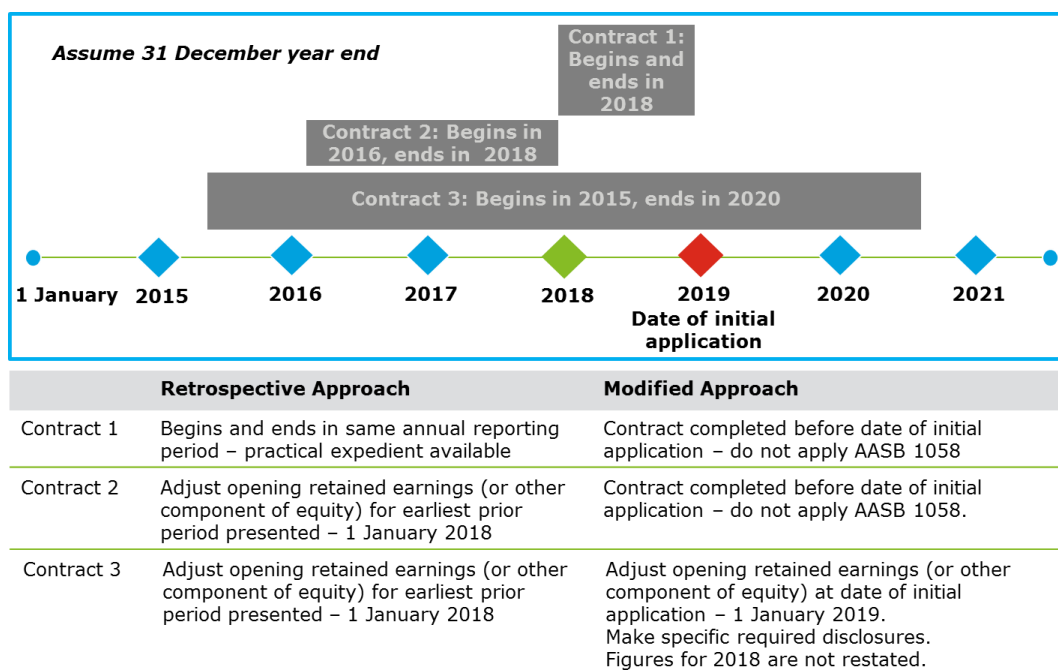 Assume 31 December year end
Contract 1:
Begins and
ends in
2018
Contract 2: Begins in
2016, ends in 2018
Contract 3: Begins in 2015, ends in 2020
1 January 2015 2016 2017 2018 2019 2020 2021
Date of initial
application
Retrospective Approach Modified Approach
Contract 1 Begins and ends in same annual reporting Contract completed before date of initial
period – practical expedient available application – do not apply AASB 1058
Contract 2 Adjust opening retained earnings (or other Contract completed before date of initial
component of equity) for earliest prior application – do not apply AASB 1058.
period presented – 1 January 2018
Contract 3 Adjust opening retained earnings (or other Adjust opening retained earnings (or other
component of equity) for earliest prior component of equity) at date of initial
period presented – 1 January 2018 application – 1 January 2019.
Make specific required disclosures.
Figures for 2018 are not restated.